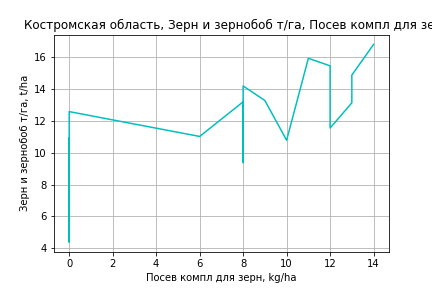 Костромская область, Зерн и зернобоб т/га, Посев компл для зе
16
14
12
10
8
6
4
Зерн и зернобоб т/га, t/ha
0 2 4 6 8 10 12 14
Посев компл для зерн, kg/ha